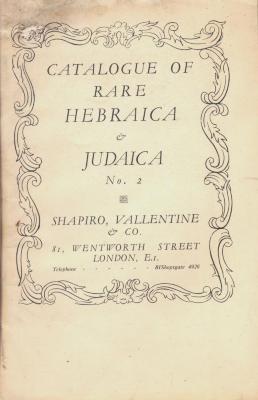 CATALOGUE OF
RARE
HEBRAICA
&
JUDAICA
No. 2
SHAPIRO, VALLENTINE
& CO.
81, WENTWORTH STREET
LONDON, E.1.
Telephone - - - - - - BIShopsgate 4926